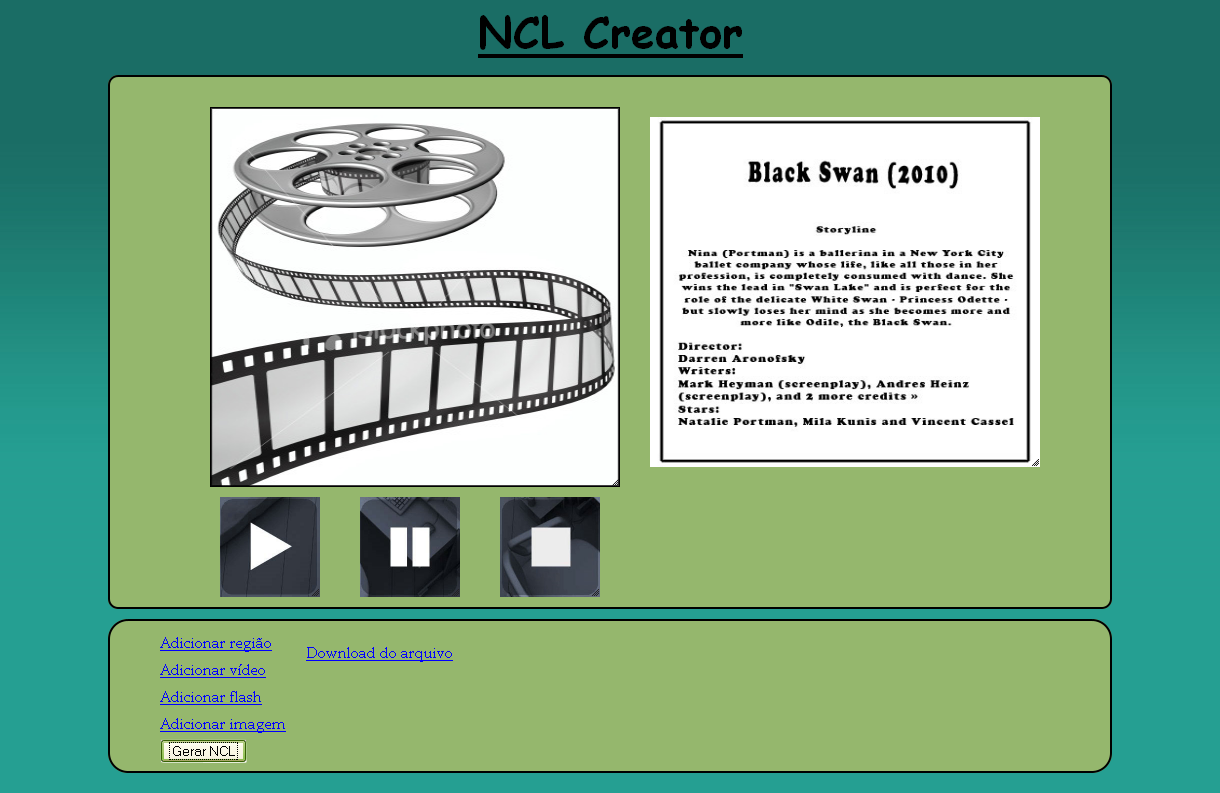 NCL Creator
Black Swan (2010)
Storyline
Nina (Portman) is a ballerina in a New York City
ballet company whose life, like all those in her
profession, is completely consumed with dance. She
wins the lead in "Swan Lake" and is perfect for the
role of the delicate White Swan - Princess Odette -
but slowly loses her mind as she becomes more and
more like Odile, the Black Swan.
Director:
Darren Aronofsky
Writers:
Mark Heyman (screenplay), Andres Heinz
(screenplay), and 2 more credits »
Stars:
Natalie Portman, Mila Kunis and Vincent Cassel
Adicionar região
Adicionar vídeo
Adicionar flash
Adicionar imagem
Gerar NCL
Download do arquivo